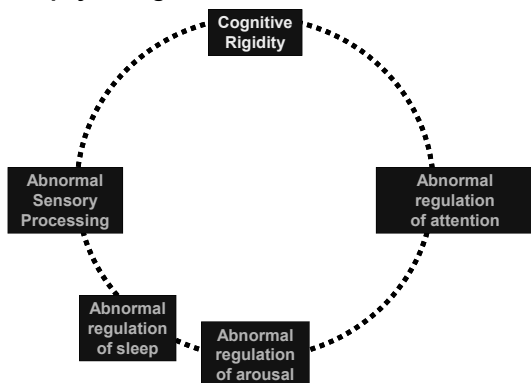 Cognitive
Rigidity
Abnormal
Sensory
Processing
Abnormal
regulation
of attention
Abnormal
regulation
of sleep
Abnormal
regulation
of arousal